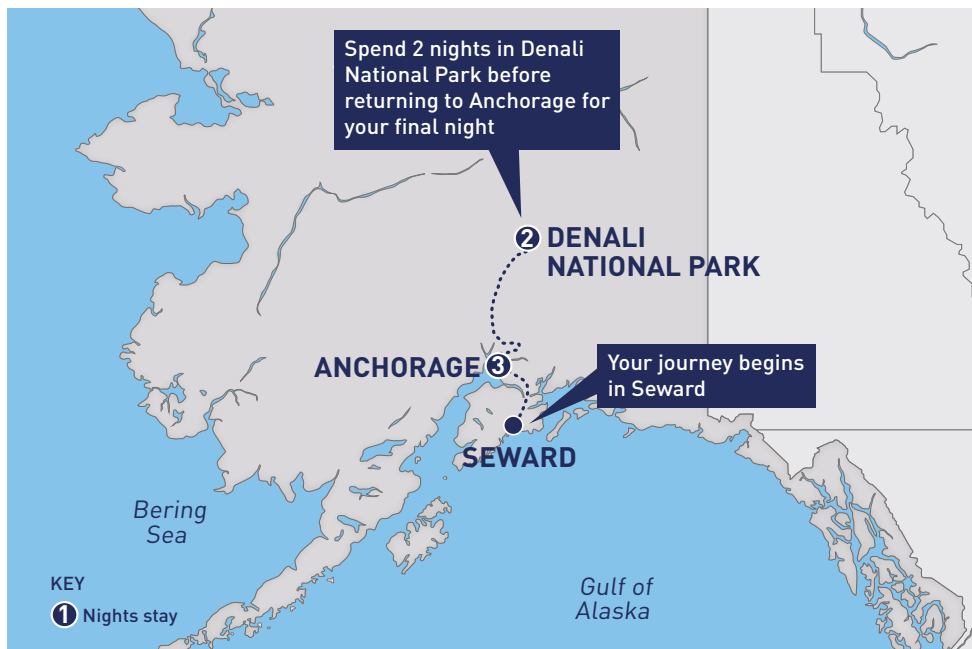 Spend 2 nights in Denali
National Park before
returning to Anchorage for
your final night
2 DENALI
NATIONAL PARK
ANCHORAGE 3
Your journey begins
in Seward
SEWARD
Bering
Sea
Gulf of
Alaska
KEY
1 Nights stay